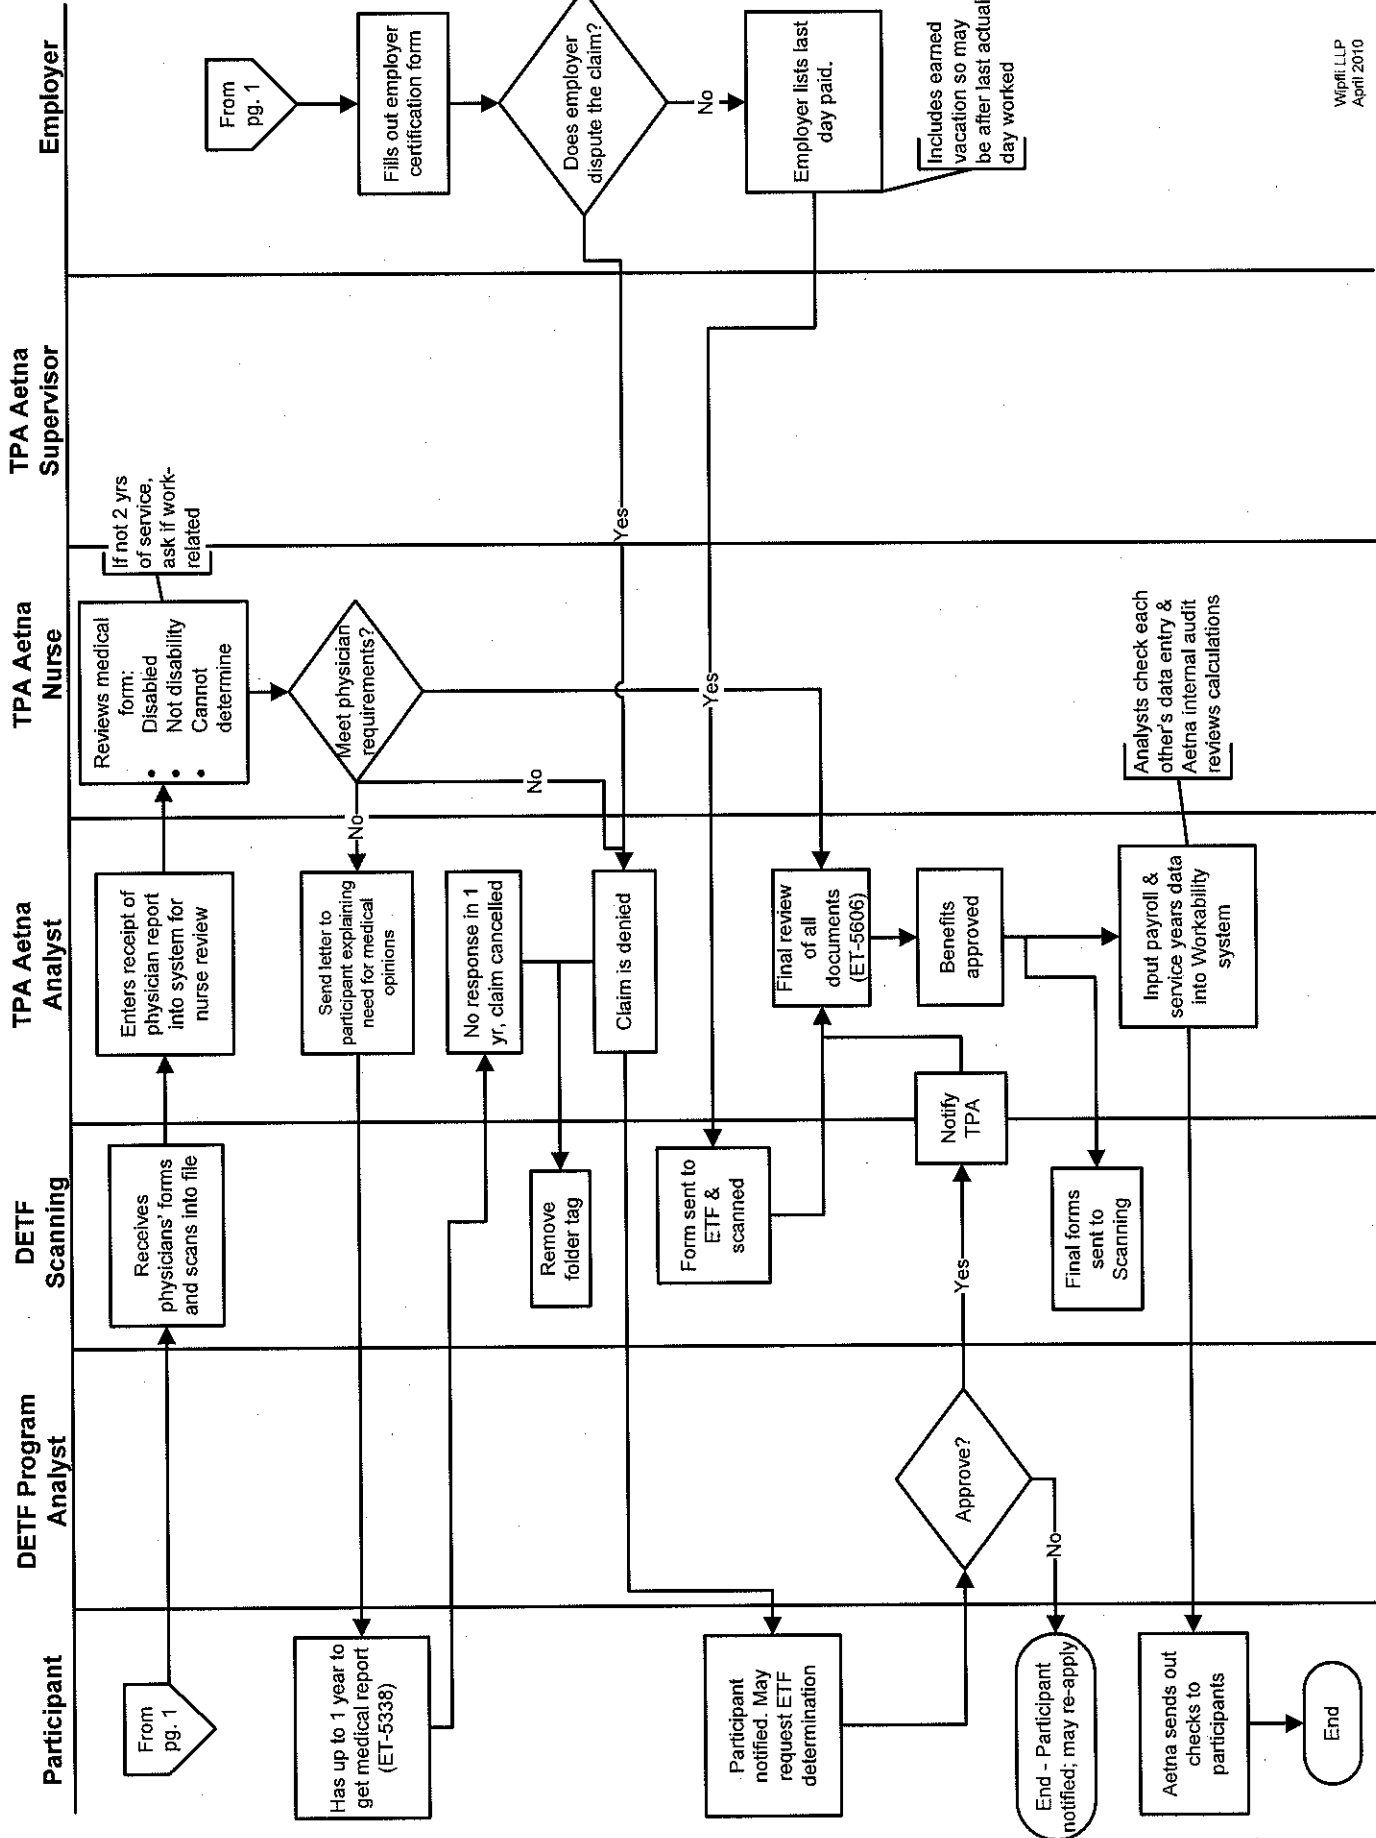 Participant
DETF Program
Analyst
DETF
Scanning
TPA Aetna
Analyst
TPA Aetna
Nurse
TPA Aetna
Supervisor
Employer
From
pg. 1
Receives
physicians' forms
and scans into file
Enters receipt of
physician report
into system for
nurse review
Reviews medical
form:
• Disabled
• Not disability
• Cannot
determine
If not 2 yrs
of service,
ask if work-
related
From
pg. 1
Fills out employer
certification form
Has up to 1 year to
get medical report
(ET-5338)
Send letter to
participant explaining
need for medical
opinions
No
Meet physician
requirements?
No
No response in 1
yr, claim cancelled
Remove
folder tag
Claim is denied
Yes
Does employer
dispute the claim?
No
Employer lists last
day paid.
Includes earned
vacation so may
be after last actual
day worked
Yes
Form sent to
ETF &
scanned
Participant
notified. May
request ETF
determination
Approve?
Yes
No
Notify
TPA
Final review
of all
documents
(ET-5606)
Benefits
approved
Final forms
sent to
Scanning
End - Participant
notified; may re-apply
Input payroll &
service years data
into Workability
system
Analysts check each
other's data entry &
Aetna internal audit
reviews calculations
Aetna sends out
checks to
participants
End
Wipfli LLP
April 2010